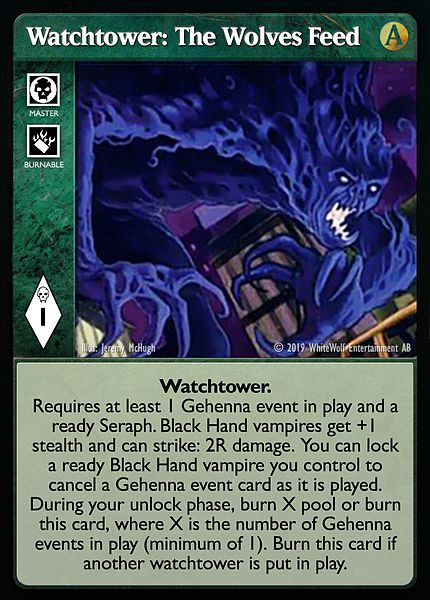 Watchtower: The Wolves Feed A
MASTER
BURNABLE
1
Illus: Jeremy McHugh © 2019 WhiteWolf Entertainment AB
Watchtower.
Requires at least 1 Gehenna event in play and a
ready Seraph. Black Hand vampires get +1
stealth and can strike: 2R damage. You can lock
a ready Black Hand vampire you control to
cancel a Gehenna event card as it is played.
During your unlock phase, burn X pool or burn
this card, where X is the number of Gehenna
events in play (minimum of 1). Burn this card if
another watchtower is put in play.